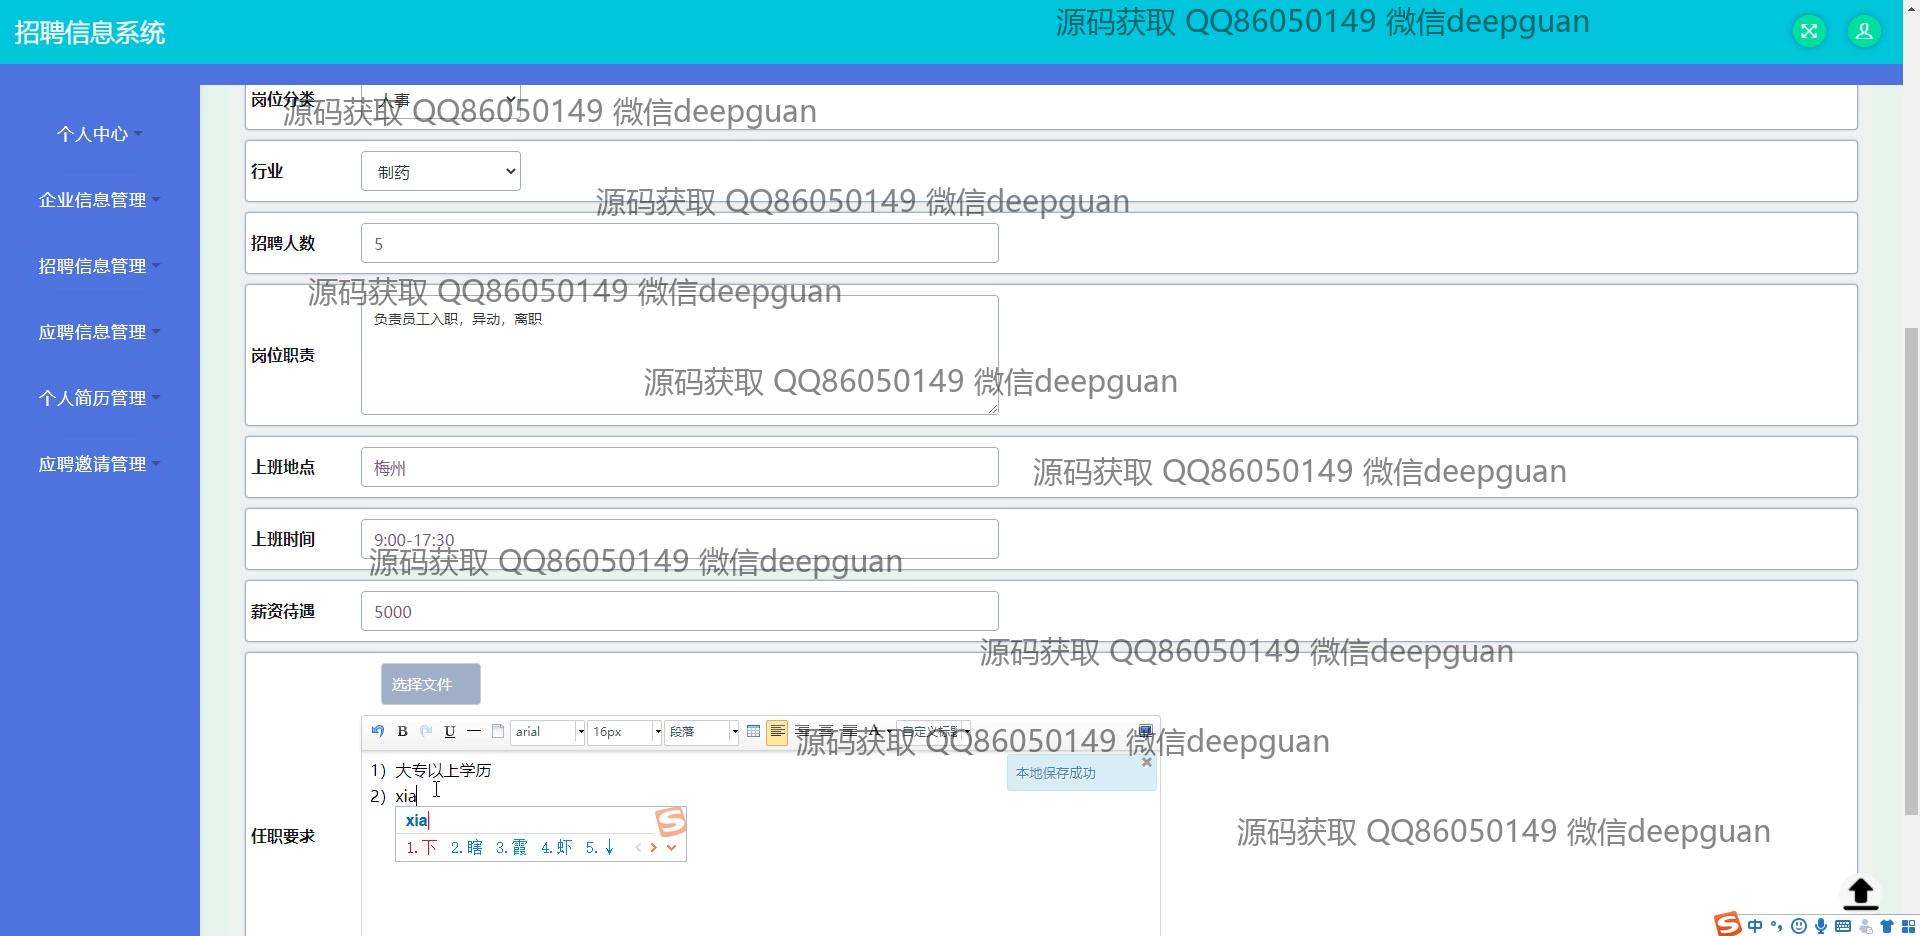 招聘信息系统
源码获取 QQ86050149 微信deepguan
个人中心
企业信息管理
招聘信息管理
应聘信息管理
个人简历管理
应聘邀请管理
岗位分类 人事
源码获取 QQ86050149 微信deepguan
行业 制药
源码获取 QQ86050149 微信deepguan
招聘人数 5
源码获取 QQ86050149 微信deepguan
岗位职责 负责员工入职，异动，离职
源码获取 QQ86050149 微信deepguan
上班地点 梅州
源码获取 QQ86050149 微信deepguan
上班时间 9:00-17:30
源码获取 QQ86050149 微信deepguan
薪资待遇 5000
源码获取 QQ86050149 微信deepguan
选择文件
B U arial 16px 段落 A 自定义标题
源码获取 QQ86050149 微信deepguan
本地保存成功
任职要求
1）大专以上学历
2）xia
xia
1.下 2.瞎 3.霞 4.虾 5.↓
源码获取 QQ86050149 微信deepguan
S 中